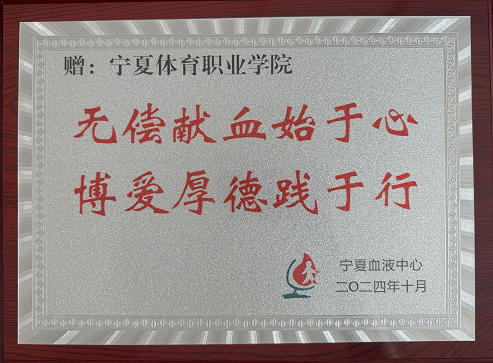 赠：宁夏体育职业学院
无偿献血始于心
博爱厚德践于行
宁夏血液中心
二〇二四年十月